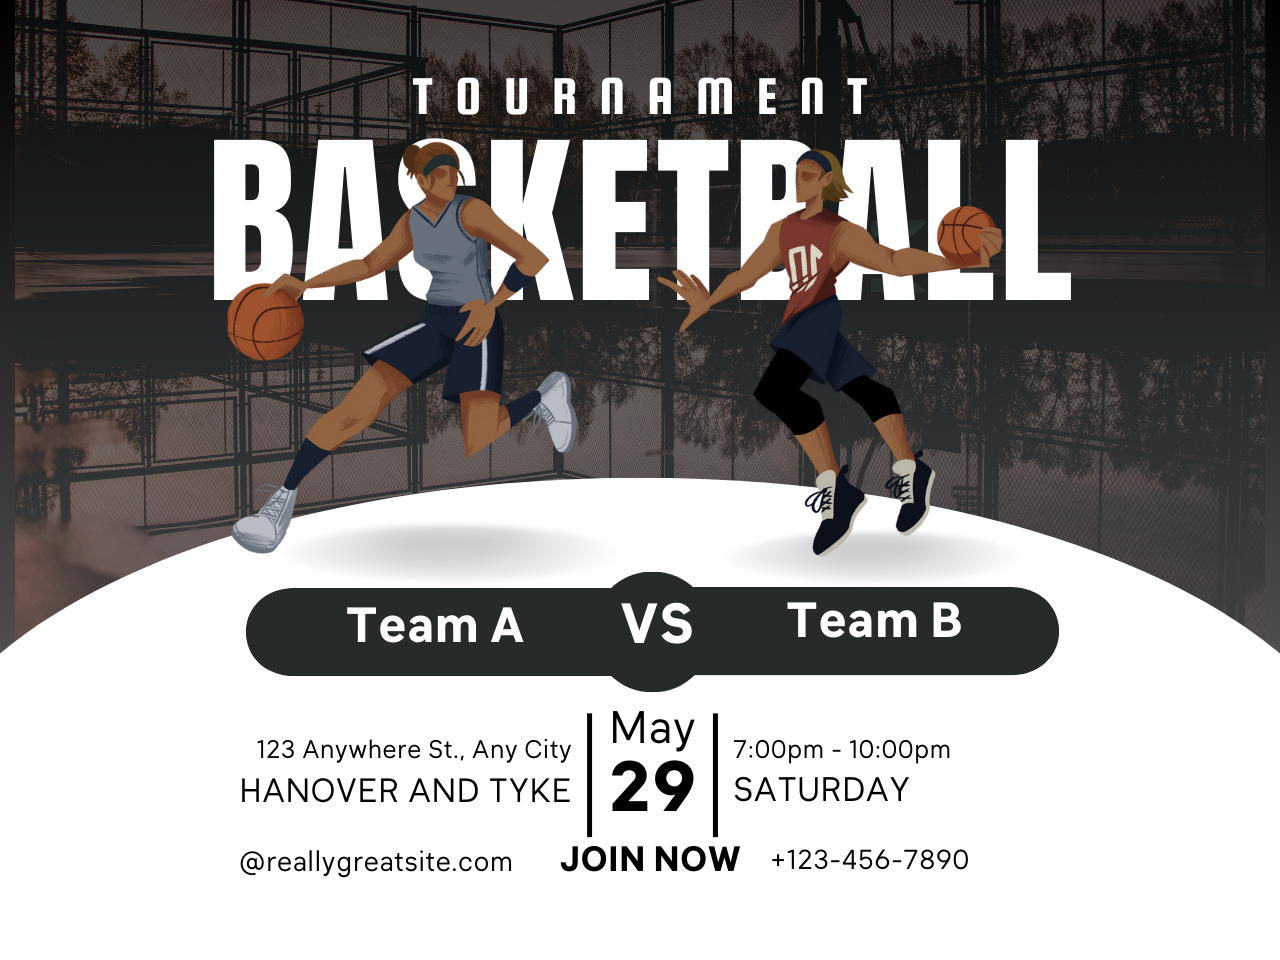 TOURNAMENT
BASKETBALL
01
Team A VS Team B
123 Anywhere St., Any City
HANOVER AND TYKE
May
29
7:00pm - 10:00pm
SATURDAY
@reallygreatsite.com JOIN NOW +123-456-7890